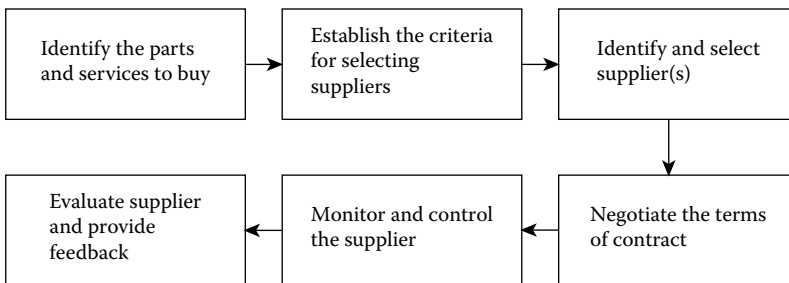 Identify the parts
and services to buy
Establish the criteria
for selecting
suppliers
Identify and select
supplier(s)
Negotiate the terms
of contract
Monitor and control
the supplier
Evaluate supplier
and provide
feedback